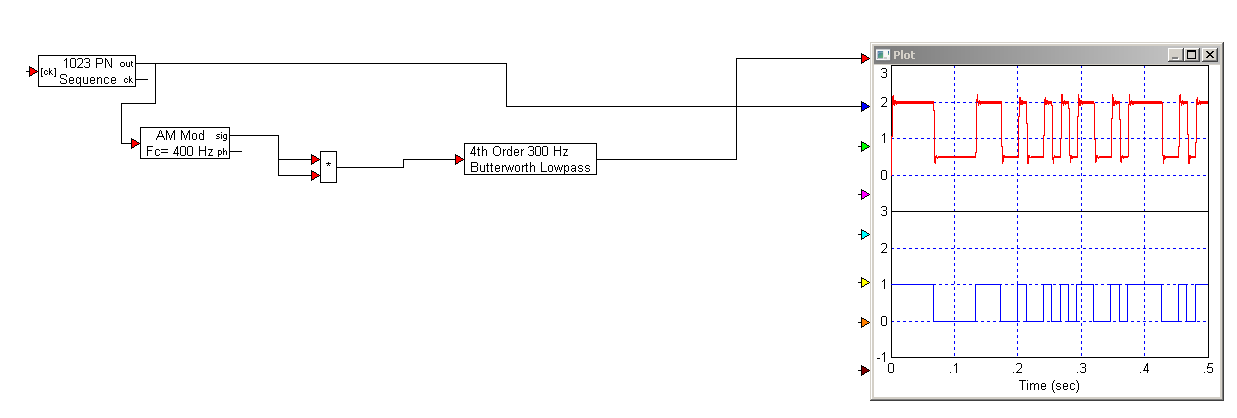 1023 PN out
[ck]
Sequence ck
AM Mod sig
Fc= 400 Hz ph
*
4th Order 300 Hz
Butterworth Lowpass
Plot
3
2
1
0
3
2
1
0
-1
0 .1 .2 .3 .4 .5
Time (sec)